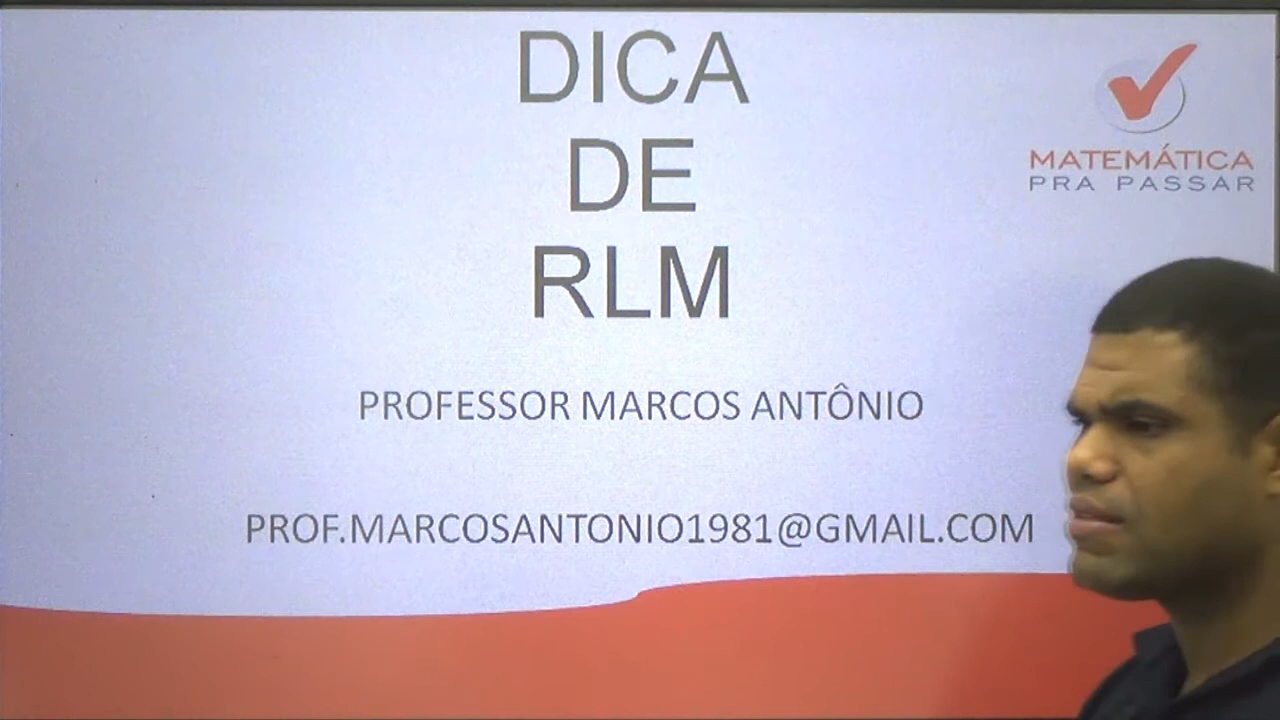 DICA
DE
RLM
MATEMÁTICA
PRA PASSAR
PROFESSOR MARCOS ANTÔNIO
PROF.MARCOSANTONIO1981@GMAIL.COM